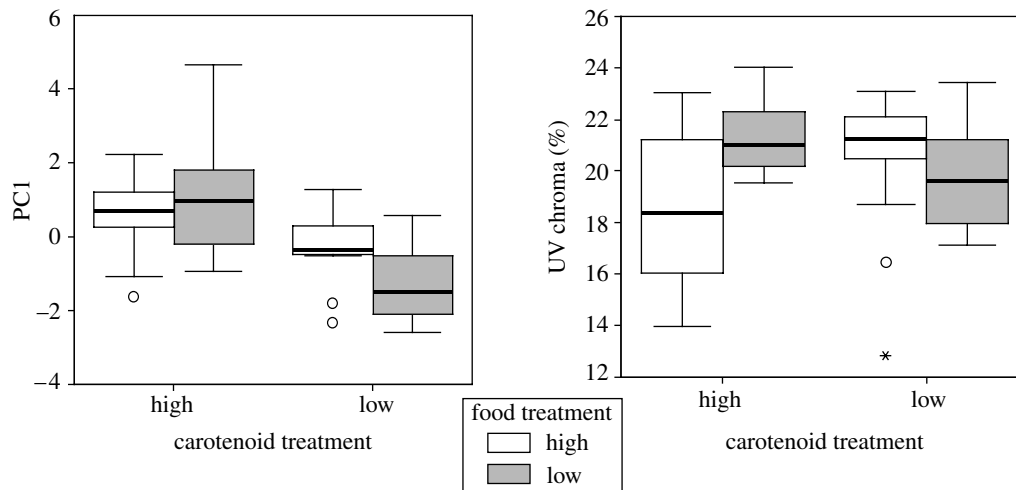 6
4
2
0
−2
−4
PC1
high
low
carotenoid treatment
26
24
22
20
18
16
14
12
UV chroma (%)
high
low
carotenoid treatment
food treatment
high
low